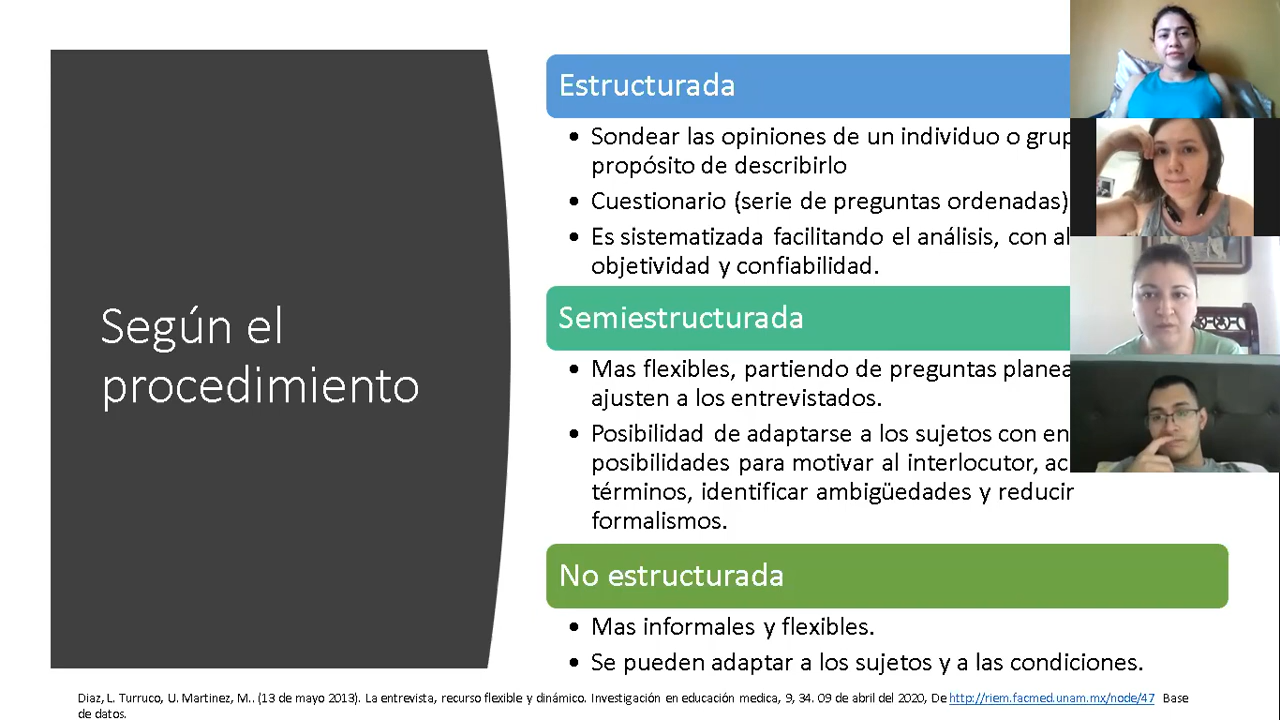 Según el
procedimiento
Estructurada
• Sondear las opiniones de un individuo o
propósito de describirlo
• Cuestionario (serie de preguntas ordenadas)
• Es sistematizada facilitando el análisis, con
objetividad y confiabilidad.
Semiestructurada
• Mas flexibles, partiendo de preguntas
ajusten a los entrevistados.
• Posibilidad de adaptarse a los sujetos con
posibilidades para motivar al interlocutor,
términos, identificar ambigüedades y reducir
formalismos.
No estructurada
• Mas informales y flexibles.
• Se pueden adaptar a los sujetos y a las condiciones.
Diaz, L. Turruco, U. Martinez, M.. (13 de mayo 2013). La entrevista, recurso flexible y dinámico. Investigación en educación medica, 9, 34. 09 de abril del 2020, De http://riem.facmed.unam.mx/node/47 Base
de datos.